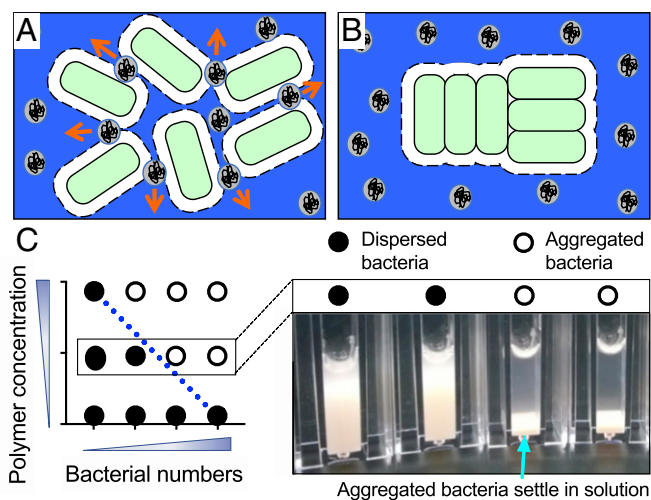 A
B
C
Dispersed
bacteria
Aggregated
bacteria
Polymer concentration
Bacterial numbers
Aggregated bacteria settle in solution